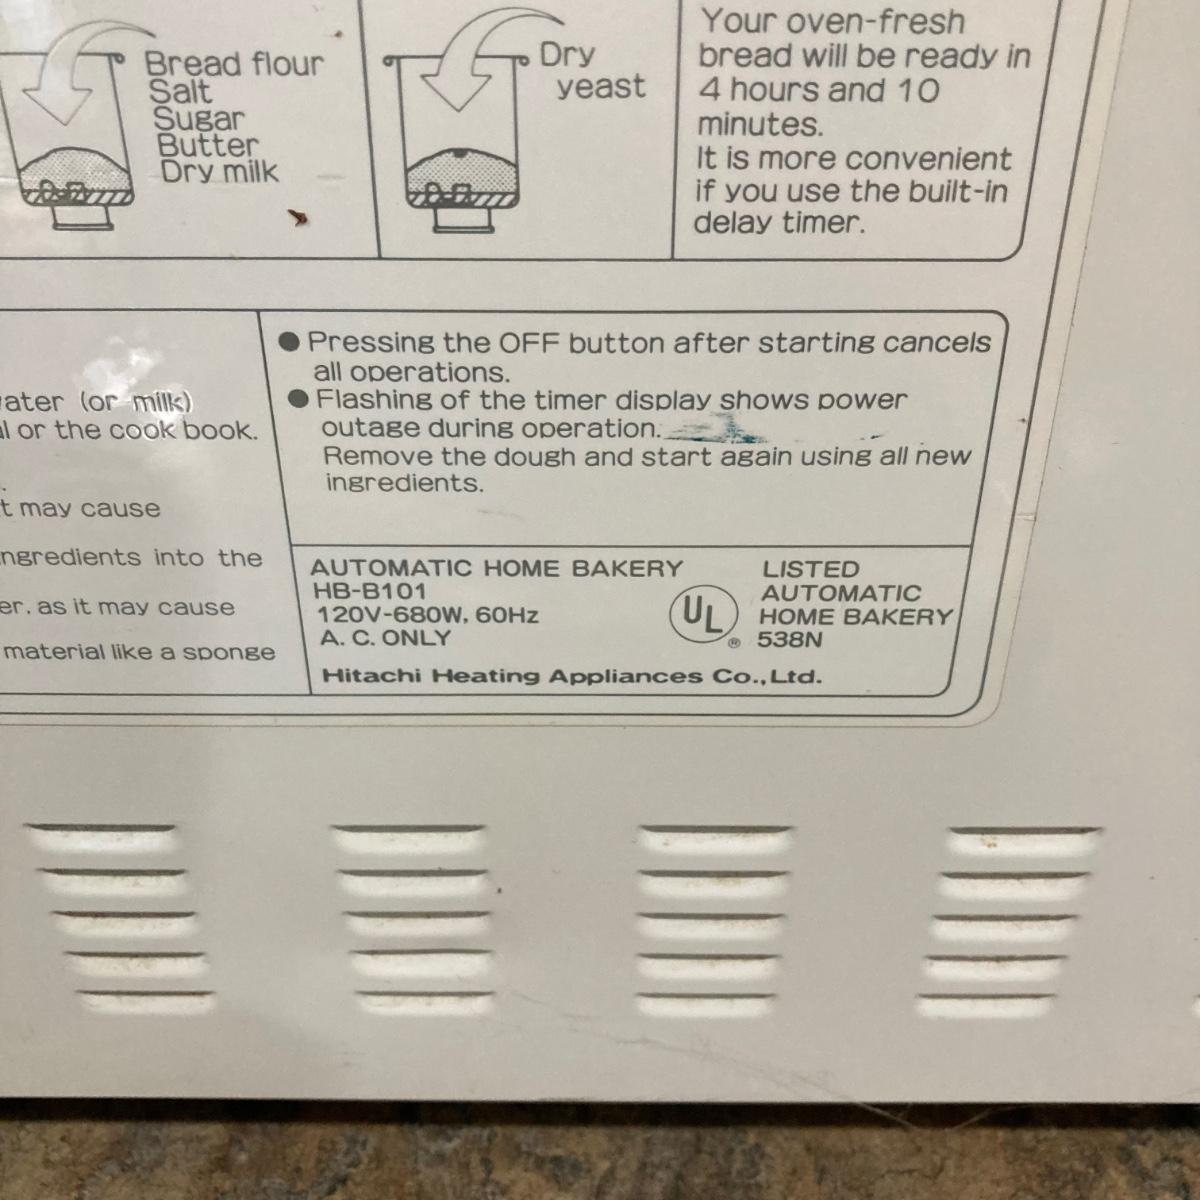 Bread flour
Salt
Sugar
Butter
Dry milk
Dry
yeast
Your oven-fresh
bread will be ready in
4 hours and 10
minutes.
It is more convenient
if you use the built-in
delay timer.
(or milk)
or the cook book.
may cause
into the
as it may cause
material like a sponge
● Pressing the OFF button after starting cancels
all operations.
● Flashing of the timer display shows power
outage during operation.
Remove the dough and start again using all new
ingredients.
AUTOMATIC HOME BAKERY
HB-B101
120V-680W, 60Hz
A. C. ONLY
UL ®
LISTED
AUTOMATIC
HOME BAKERY
538N
Hitachi Heating Appliances Co., Ltd.